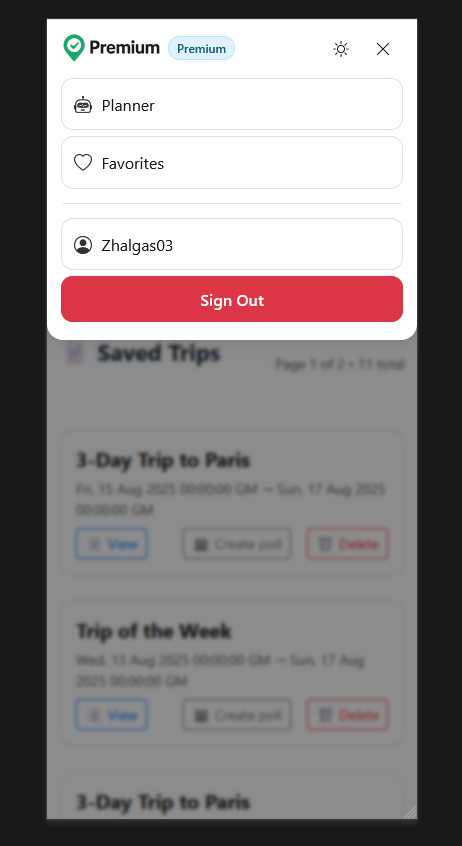 Premium Premium
Planner
Favorites
Zhalgas03
Sign Out
Saved Trips
Page 1 of 2 • 11 total
3-Day Trip to Paris
Fri, 15 Aug 2025 00:00:00 GM → Sun, 17 Aug
2025 00:00:00 GM
View Create poll Delete
Trip of the Week
Wed, 13 Aug 2025 00:00:00 GM → Sun, 17 Aug
2025 00:00:00 GM
View Create poll Delete
3-Day Trip to Paris